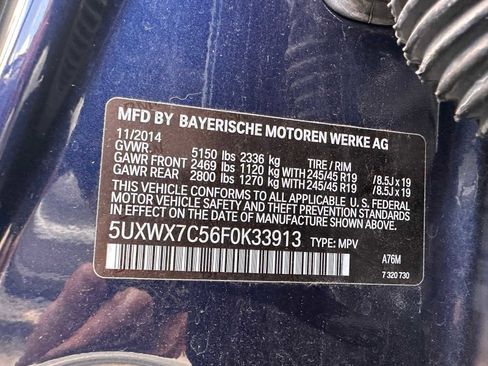 MFD BY BAYERISCHE MOTOREN WERKE AG
11/2014
GVWR. 5150 lbs 2336 kg TIRE / RIM
GAWR FRONT 2469 lbs 1120 kg WITH 245/45 R19 /8.5J x 19
GAWR REAR 2800 lbs 1270 kg WITH 245/45 R19 /8.5J x 19
THIS VEHICLE CONFORMS TO ALL APPLICABLE U. S. FEDERAL
MOTOR VEHICLE SAFETY AND THEFT PREVENTION STANDARDS
IN EFFECT ON THE DATE OF MANUFACTURE SHOWN ABOVE.
5UXWX7C56F0K33913 TYPE: MPV
A76M
7 320 730